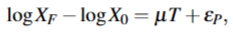 log X_F − log X_0 = μT + ε_P,